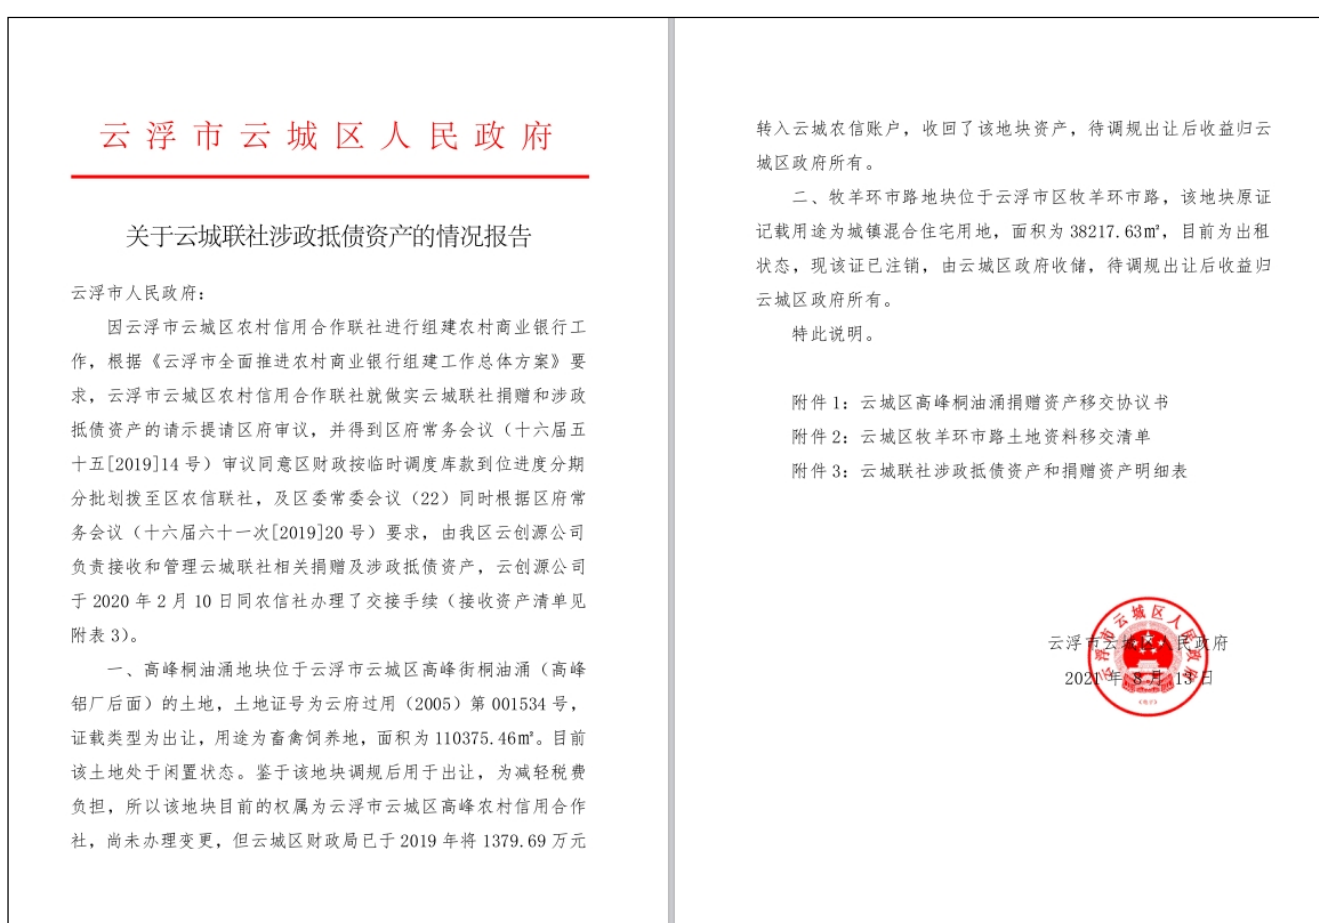 云浮市云城区人民政府
关于云城联社涉政抵债资产的情况报告
云浮市人民政府：
因云浮市云城区农村信用合作联社进行组建农村商业银行工
作，根据《云浮市全面推进农村商业银行组建工作总体方案》要
求，云浮市云城区农村信用合作联社就做实云城联社捐赠和涉政
抵债资产的请示提请区府审议，并得到区府常务会议（十六届五
十五[2019]14 号）审议同意区财政按临时调度库款到位进度分期
分批划拨至区农信联社，及区委常委会议（22）同时根据区府常
务会议（十六届六十一次[2019]20 号）要求，由我区云创源公司
负责接收和管理云城联社相关捐赠及涉政抵债资产，云创源公司
于 2020 年 2 月 10 日同农信社办理了交接手续（接收资产清单见
附表 3）。
一、高峰桐油涌地块位于云浮市云城区高峰街桐油涌（高峰
铝厂后面）的土地，土地证号为云府过用（2005）第 001534 号，
证载类型为出让，用途为畜禽饲养地，面积为 110375.46㎡。目前
该土地处于闲置状态。鉴于该地块调规后用于出让，为减轻税费
负担，所以该地块目前的权属为云浮市云城区高峰农村信用合作
社，尚未办理变更，但云城区财政局已于 2019 年将 1379.69 万元
转入云城农信账户，收回了该地块资产，待调规出让后收益归云
城区政府所有。
二、牧羊环市路地块位于云浮市区牧羊环市路，该地块原证
记载用途为城镇混合住宅用地，面积为 38217.63㎡，目前为出租
状态，现该证已注销，由云城区政府收储，待调规出让后收益归
云城区政府所有。
特此说明。
附件 1：云城区高峰桐油涌捐赠资产移交协议书
附件 2：云城区牧羊环市路土地资料移交清单
附件 3：云城联社涉政抵债资产和捐赠资产明细表
云浮市云城区人民政府
2021 年 8 月 13 日
云浮市云城区人民政府